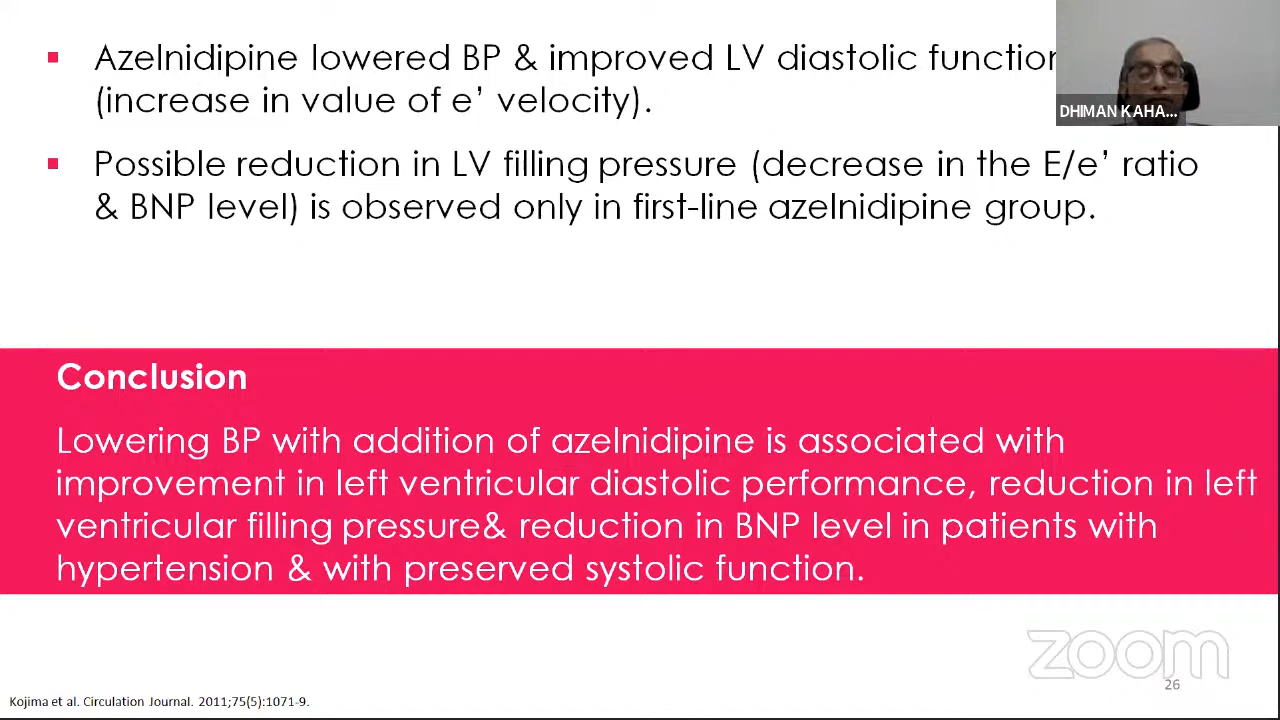 Azelnidipine lowered BP & improved LV diastolic function
(increase in value of e' velocity).
DHIMAN KAHA...
Possible reduction in LV filling pressure (decrease in the E/e' ratio
& BNP level) is observed only in first-line azelnidipine group.
Conclusion
Lowering BP with addition of azelnidipine is associated with
improvement in left ventricular diastolic performance, reduction in left
ventricular filling pressure& reduction in BNP level in patients with
hypertension & with preserved systolic function.
zoom
26
Kojima et al. Circulation Journal. 2011;75(5):1071-9.